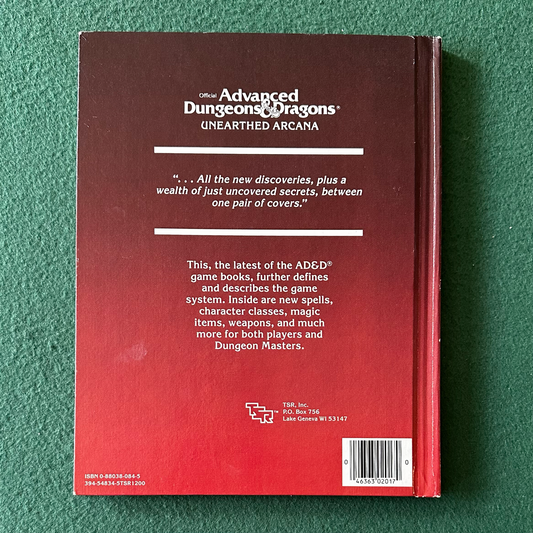 Official Advanced
Dungeons & Dragons®
UNEARTHED ARCANA
“. . . All the new discoveries, plus a
wealth of just uncovered secrets, between
one pair of covers.”
This, the latest of the AD&D®
game books, further defines
and describes the game
system. Inside are new spells,
character classes, magic
items, weapons, and much
more for both players and
Dungeon Masters.
TSR™
TSR, Inc.
P.O. Box 756
Lake Geneva WI 53147
ISBN 0-88038-084-5
394-54834-5TSR1200
0 0
46363 02017